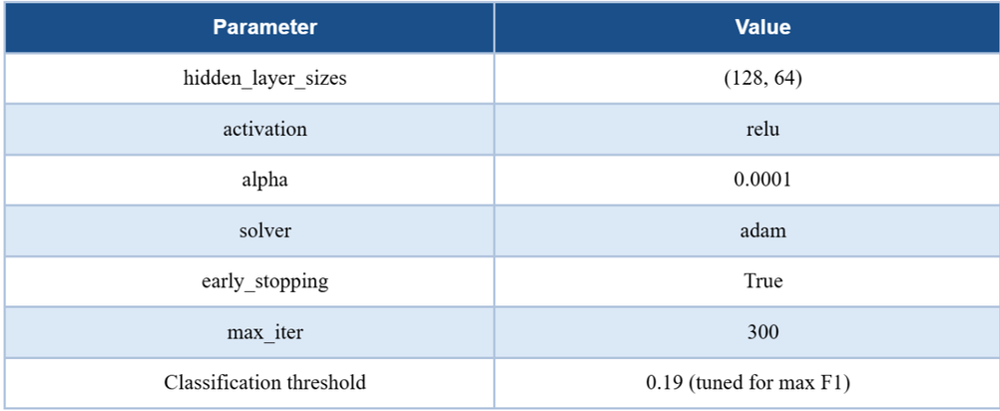 Parameter Value
hidden_layer_sizes (128, 64)
activation relu
alpha 0.0001
solver adam
early_stopping True
max_iter 300
Classification threshold 0.19 (tuned for max F1)